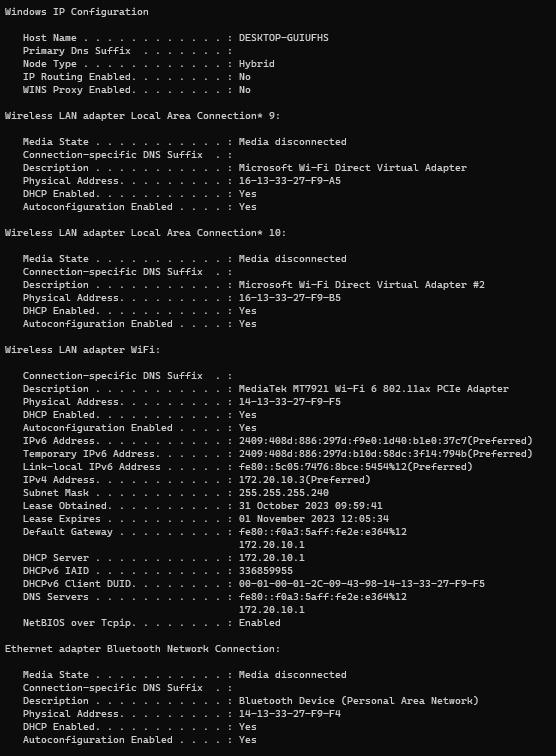 Windows IP Configuration
Host Name . . . . . . . . . . . . : DESKTOP-GUIUFHS
Primary Dns Suffix  . . . . . . . :
Node Type . . . . . . . . . . . . : Hybrid
IP Routing Enabled. . . . . . . . : No
WINS Proxy Enabled. . . . . . . . : No
Wireless LAN adapter Local Area Connection* 9:
Media State . . . . . . . . . . . : Media disconnected
Connection-specific DNS Suffix  . :
Description . . . . . . . . . . . : Microsoft Wi-Fi Direct Virtual Adapter
Physical Address. . . . . . . . . : 16-13-33-27-F9-A5
DHCP Enabled. . . . . . . . . . . : Yes
Autoconfiguration Enabled . . . . : Yes
Wireless LAN adapter Local Area Connection* 10:
Media State . . . . . . . . . . . : Media disconnected
Connection-specific DNS Suffix  . :
Description . . . . . . . . . . . : Microsoft Wi-Fi Direct Virtual Adapter #2
Physical Address. . . . . . . . . : 16-13-33-27-F9-B5
DHCP Enabled. . . . . . . . . . . : Yes
Autoconfiguration Enabled . . . . : Yes
Wireless LAN adapter WiFi:
Connection-specific DNS Suffix  . :
Description . . . . . . . . . . . : MediaTek MT7921 Wi-Fi 6 802.11ax PCIe Adapter
Physical Address. . . . . . . . . : 14-13-33-27-F9-F5
DHCP Enabled. . . . . . . . . . . : Yes
Autoconfiguration Enabled . . . . : Yes
IPv6 Address. . . . . . . . . . . : 2409:408d:886:297d:f9e0:1d40:b1e0:37c7(Preferred)
Temporary IPv6 Address. . . . . . : 2409:408d:886:297d:b10d:58dc:3f14:794b(Preferred)
Link-local IPv6 Address . . . . . : fe80::5c05:7476:8bce:5454%12(Preferred)
IPv4 Address. . . . . . . . . . . : 172.20.10.3(Preferred)
Subnet Mask . . . . . . . . . . . : 255.255.255.240
Lease Obtained. . . . . . . . . . : 31 October 2023 09:59:41
Lease Expires . . . . . . . . . . : 01 November 2023 12:05:34
Default Gateway . . . . . . . . . : fe80::f0a3:5aff:fe2e:e364%12
172.20.10.1
DHCP Server . . . . . . . . . . . : 172.20.10.1
DHCPv6 IAID . . . . . . . . . . . : 336859955
DHCPv6 Client DUID. . . . . . . . : 00-01-00-01-2C-09-43-98-14-13-33-27-F9-F5
DNS Servers . . . . . . . . . . . : fe80::f0a3:5aff:fe2e:e364%12
172.20.10.1
NetBIOS over Tcpip. . . . . . . . : Enabled
Ethernet adapter Bluetooth Network Connection:
Media State . . . . . . . . . . . : Media disconnected
Connection-specific DNS Suffix  . :
Description . . . . . . . . . . . : Bluetooth Device (Personal Area Network)
Physical Address. . . . . . . . . : 14-13-33-27-F9-F4
DHCP Enabled. . . . . . . . . . . : Yes
Autoconfiguration Enabled . . . . : Yes